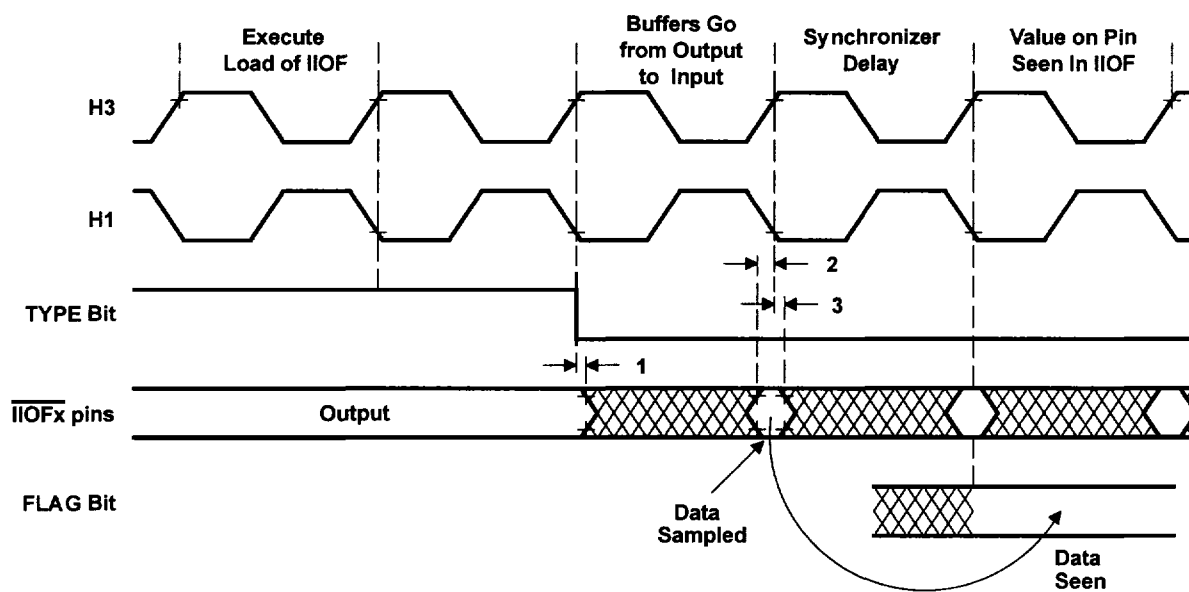 Execute
Load of IIOF
Buffers Go
from Output
to Input
Synchronizer
Delay
Value on Pin
Seen In IIOF
H3
H1
2
3
TYPE Bit
1
IIOFx pins
Output
FLAG Bit
Data
Sampled
Data
Seen